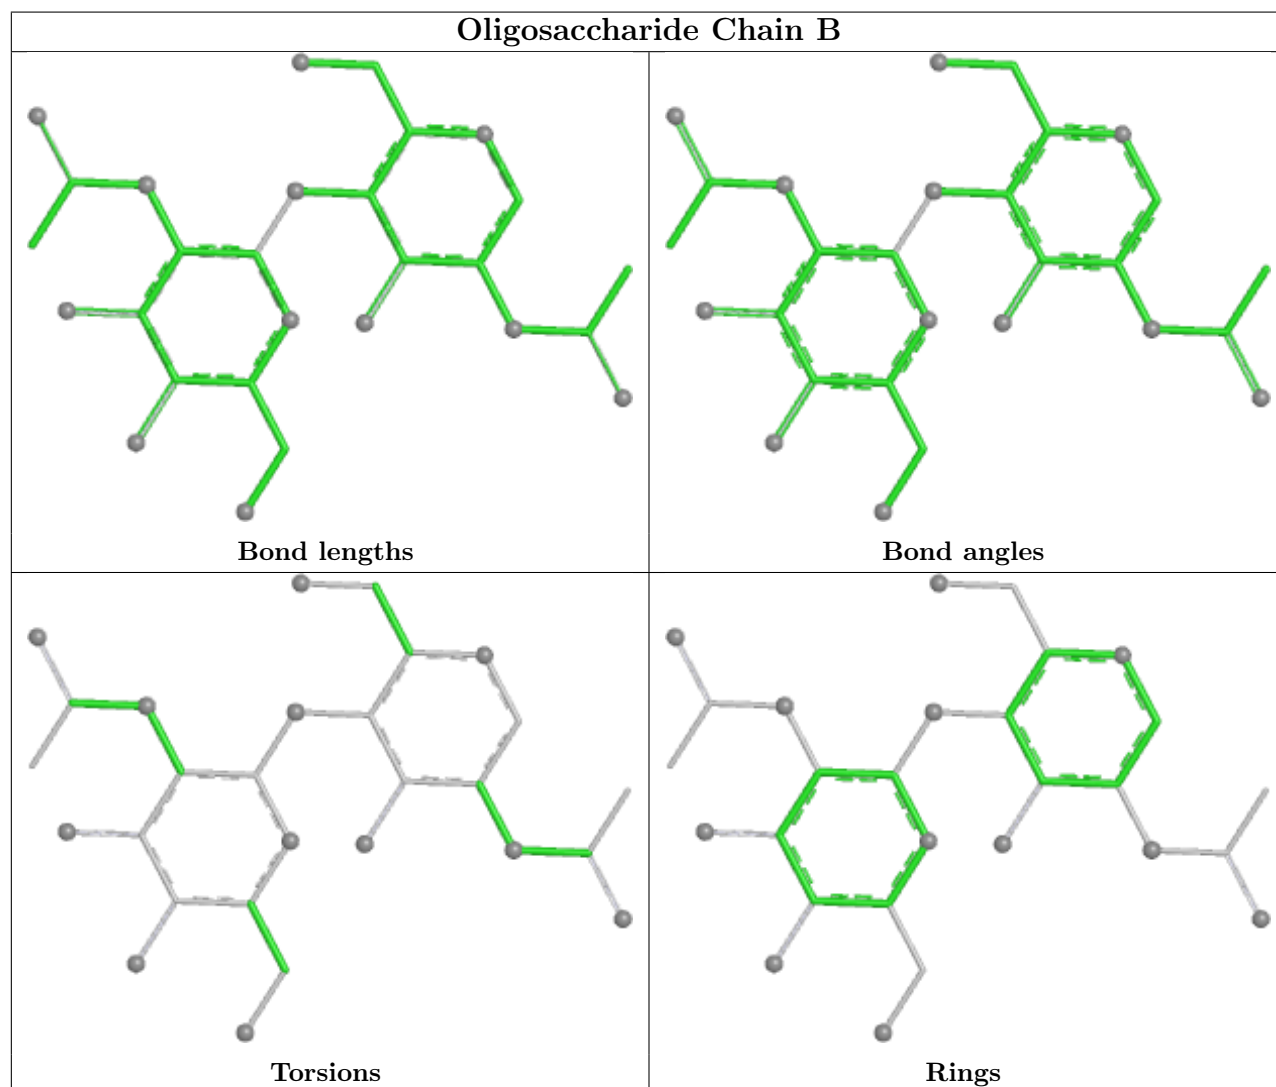 Oligosaccharide Chain B
Bond lengths
Bond angles
Torsions
Rings